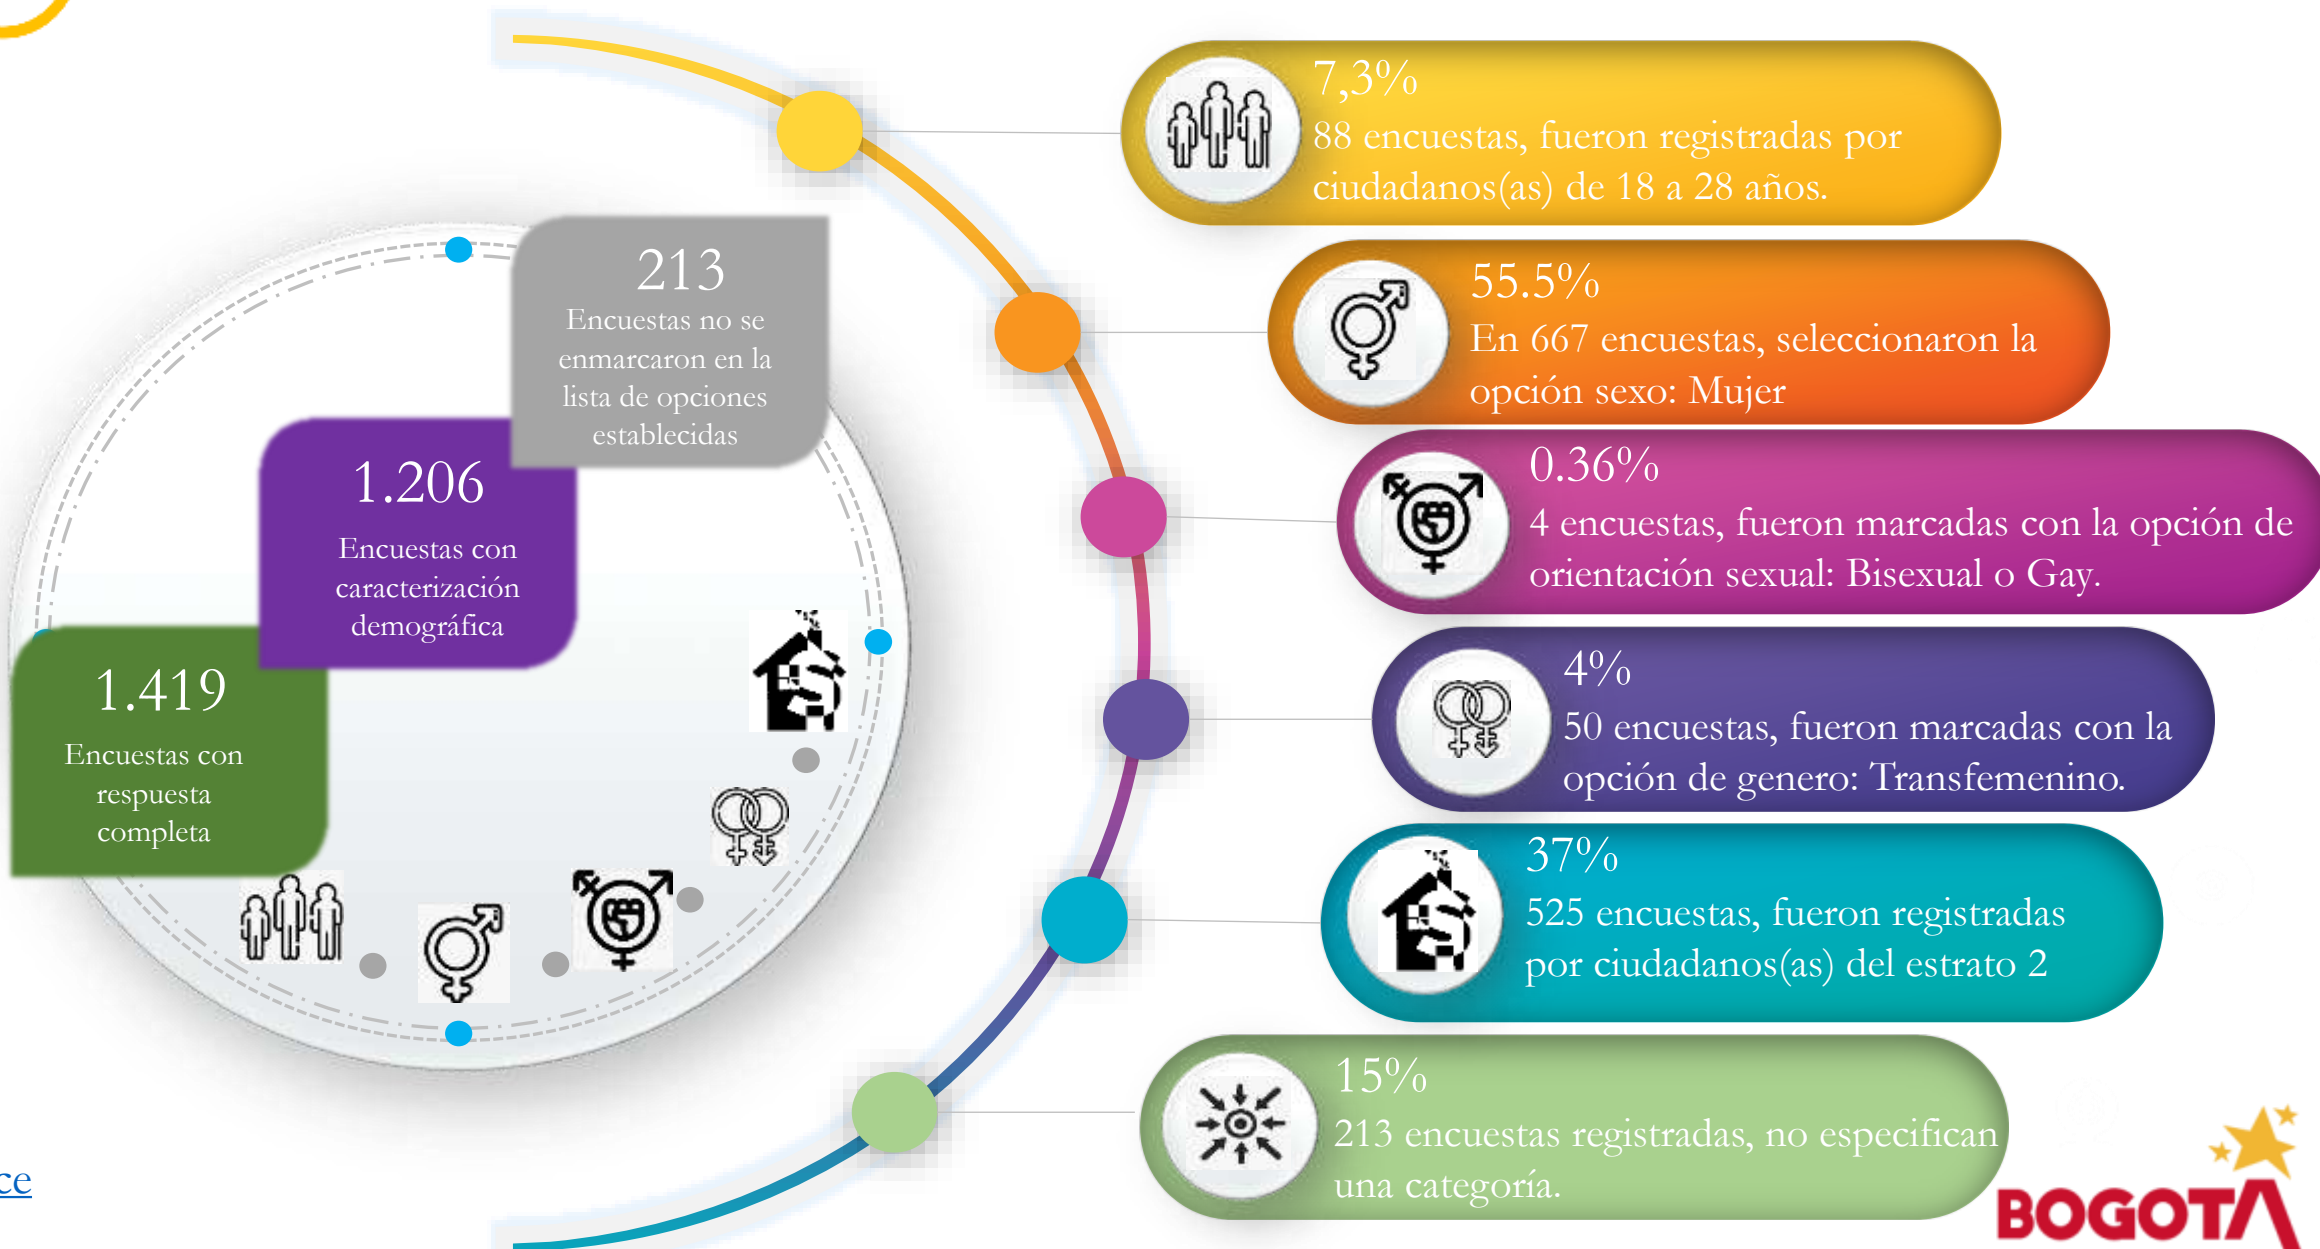 213
Encuestas no se
enmarcaron en la
lista de opciones
establecidas
1.206
Encuestas con
caracterización
demográfica
1.419
Encuestas con
respuesta
completa
7,3%
88 encuestas, fueron registradas por
ciudadanos(as) de 18 a 28 años.
55.5%
En 667 encuestas, seleccionaron la
opción sexo: Mujer
0.36%
4 encuestas, fueron marcadas con la opción de
orientación sexual: Bisexual o Gay.
4%
50 encuestas, fueron marcadas con la
opción de genero: Transfemenino.
37%
525 encuestas, fueron registradas
por ciudadanos(as) del estrato 2
15%
213 encuestas registradas, no especifican
una categoría.
ce
BOGOTA